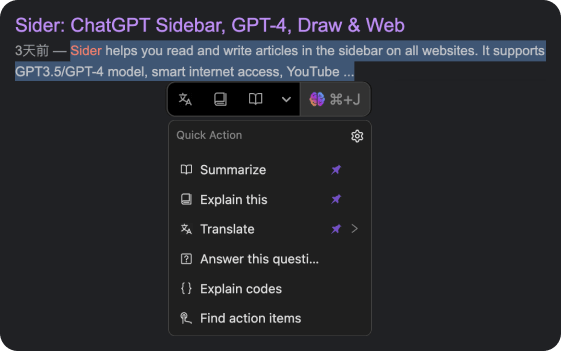 Sider: ChatGPT Sidebar, GPT-4, Draw & Web
3天前 — Sider helps you read and write articles in the sidebar on all websites. It supports
GPT3.5/GPT-4 model, smart internet access, YouTube ...
⌘+J
Quick Action
Summarize
Explain this
Translate
Answer this questi...
Explain codes
Find action items